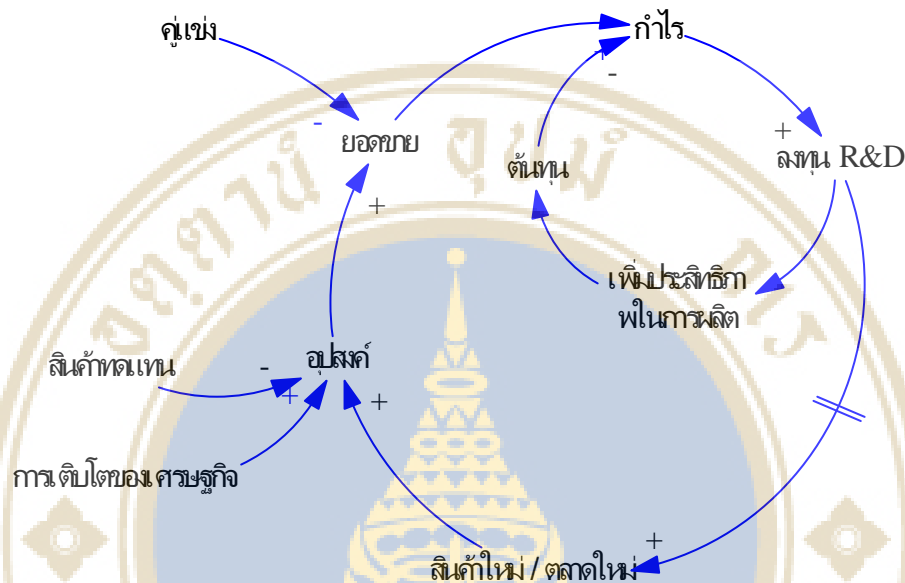 คู่แข่ง
กำไร
+
-
-
ยอดขาย
ต้นทุน
+
ลงทุน R&D
+
เพิ่มประสิทธิภา
พในการผลิต
สินค้าทดแทน
-
อุปสงค์
+
+
การเติบโตของเศรษฐกิจ
+
สินค้าใหม่ / ตลาดใหม่